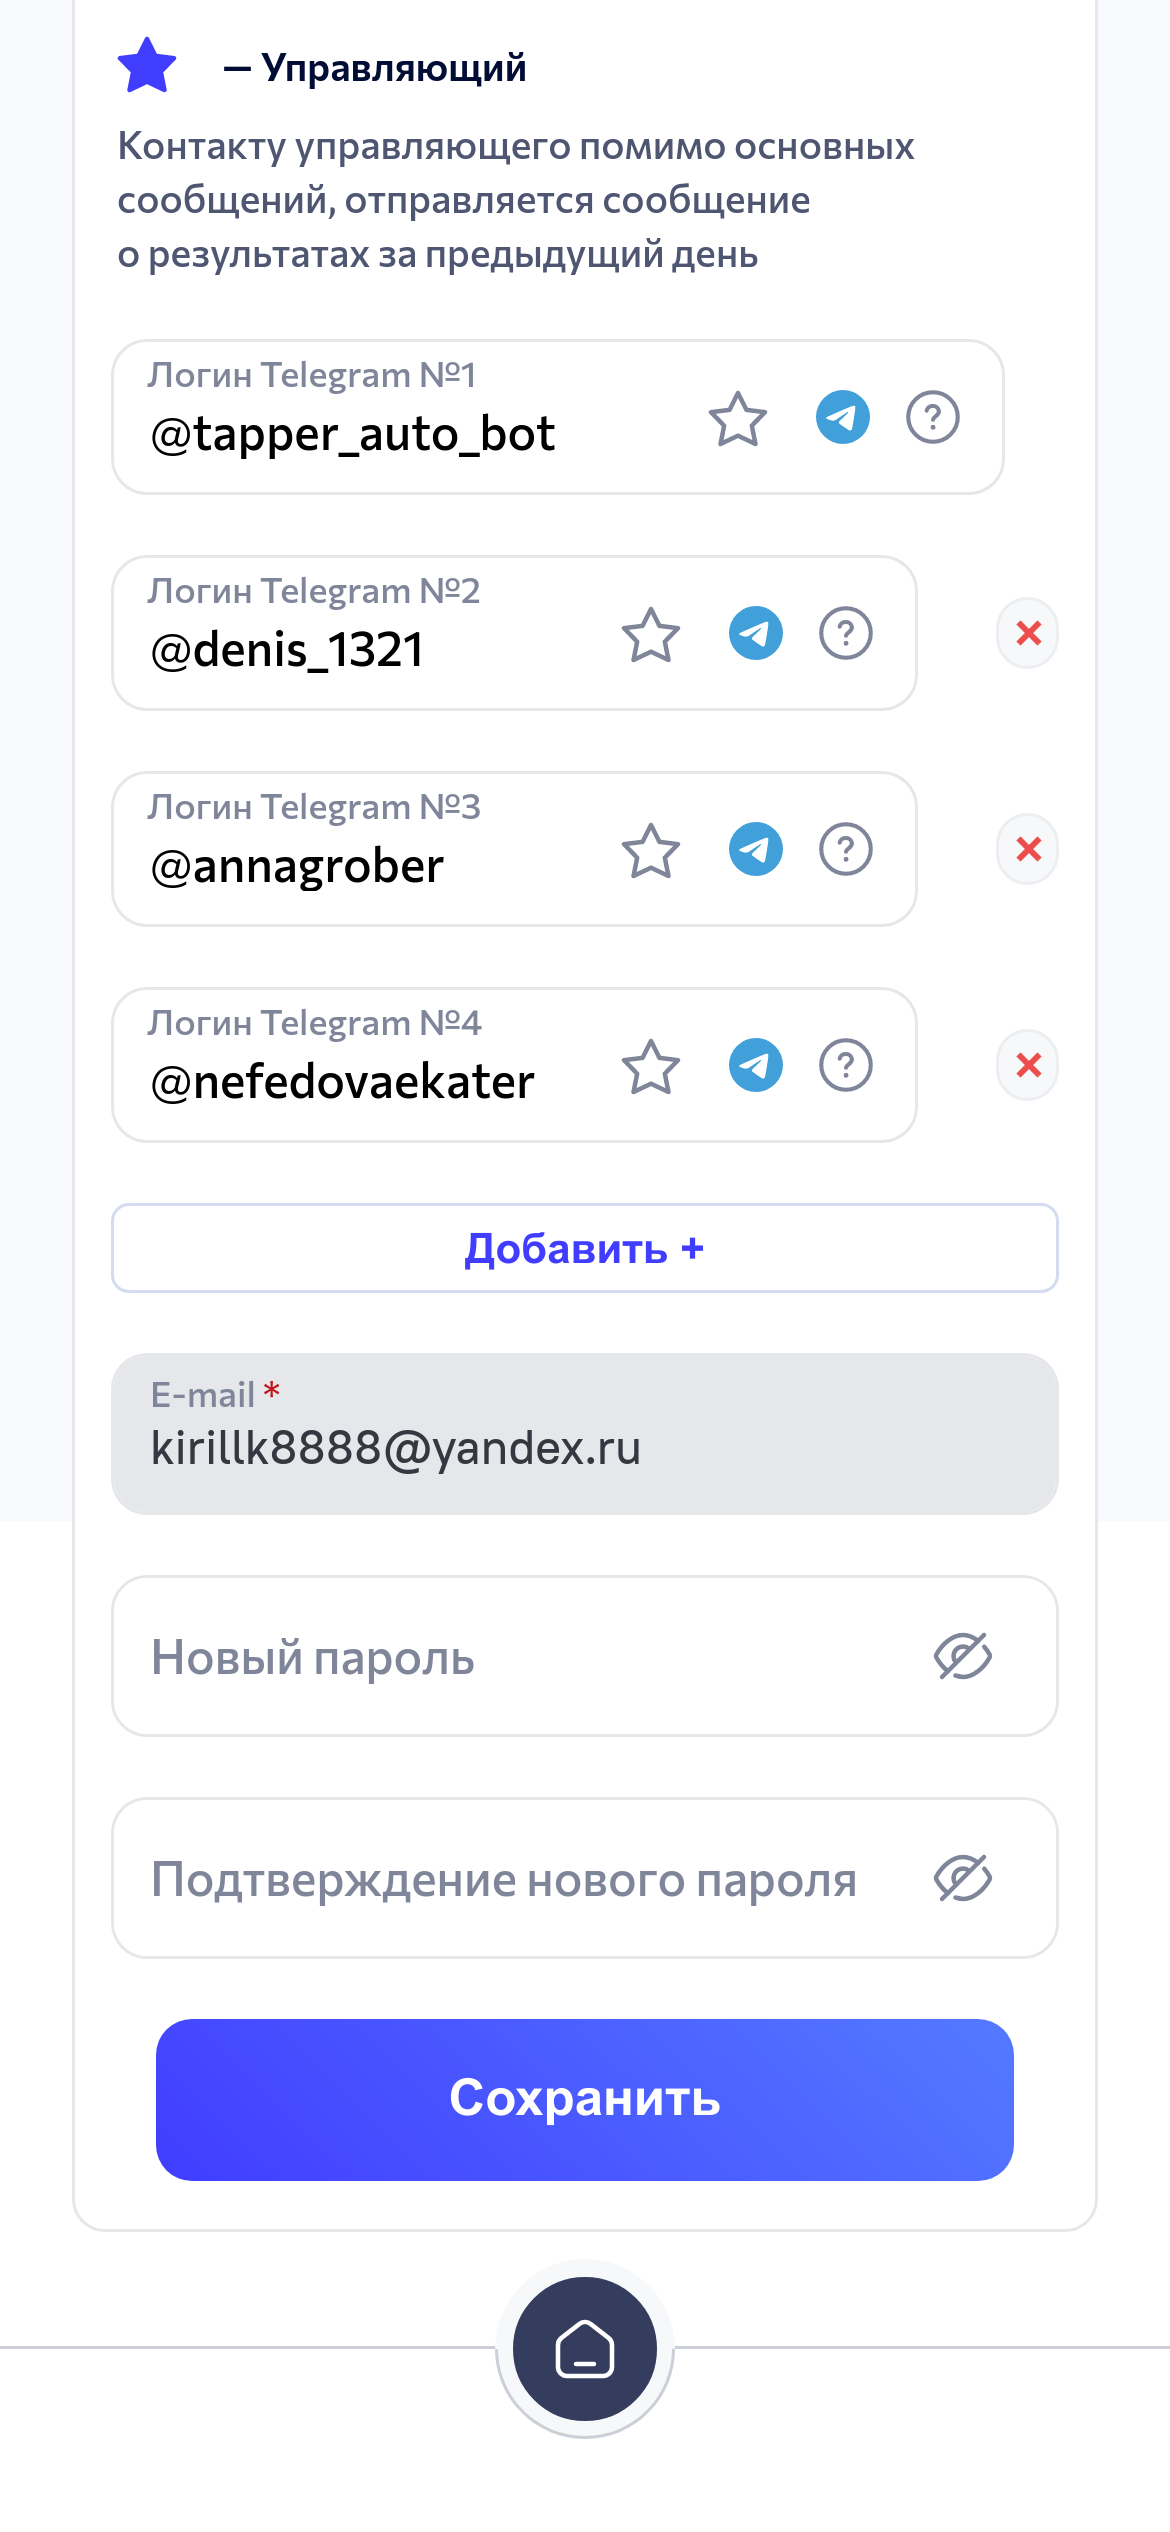 — Управляющий
Контакту управляющего помимо основных
сообщений, отправляется сообщение
о результатах за предыдущий день
Логин Telegram №1
@tapper_auto_bot
Логин Telegram №2
@denis_1321
Логин Telegram №3
@annagrober
Логин Telegram №4
@nefedovaekater
Добавить +
E-mail *
kirillk8888@yandex.ru
Новый пароль
Подтверждение нового пароля
Сохранить